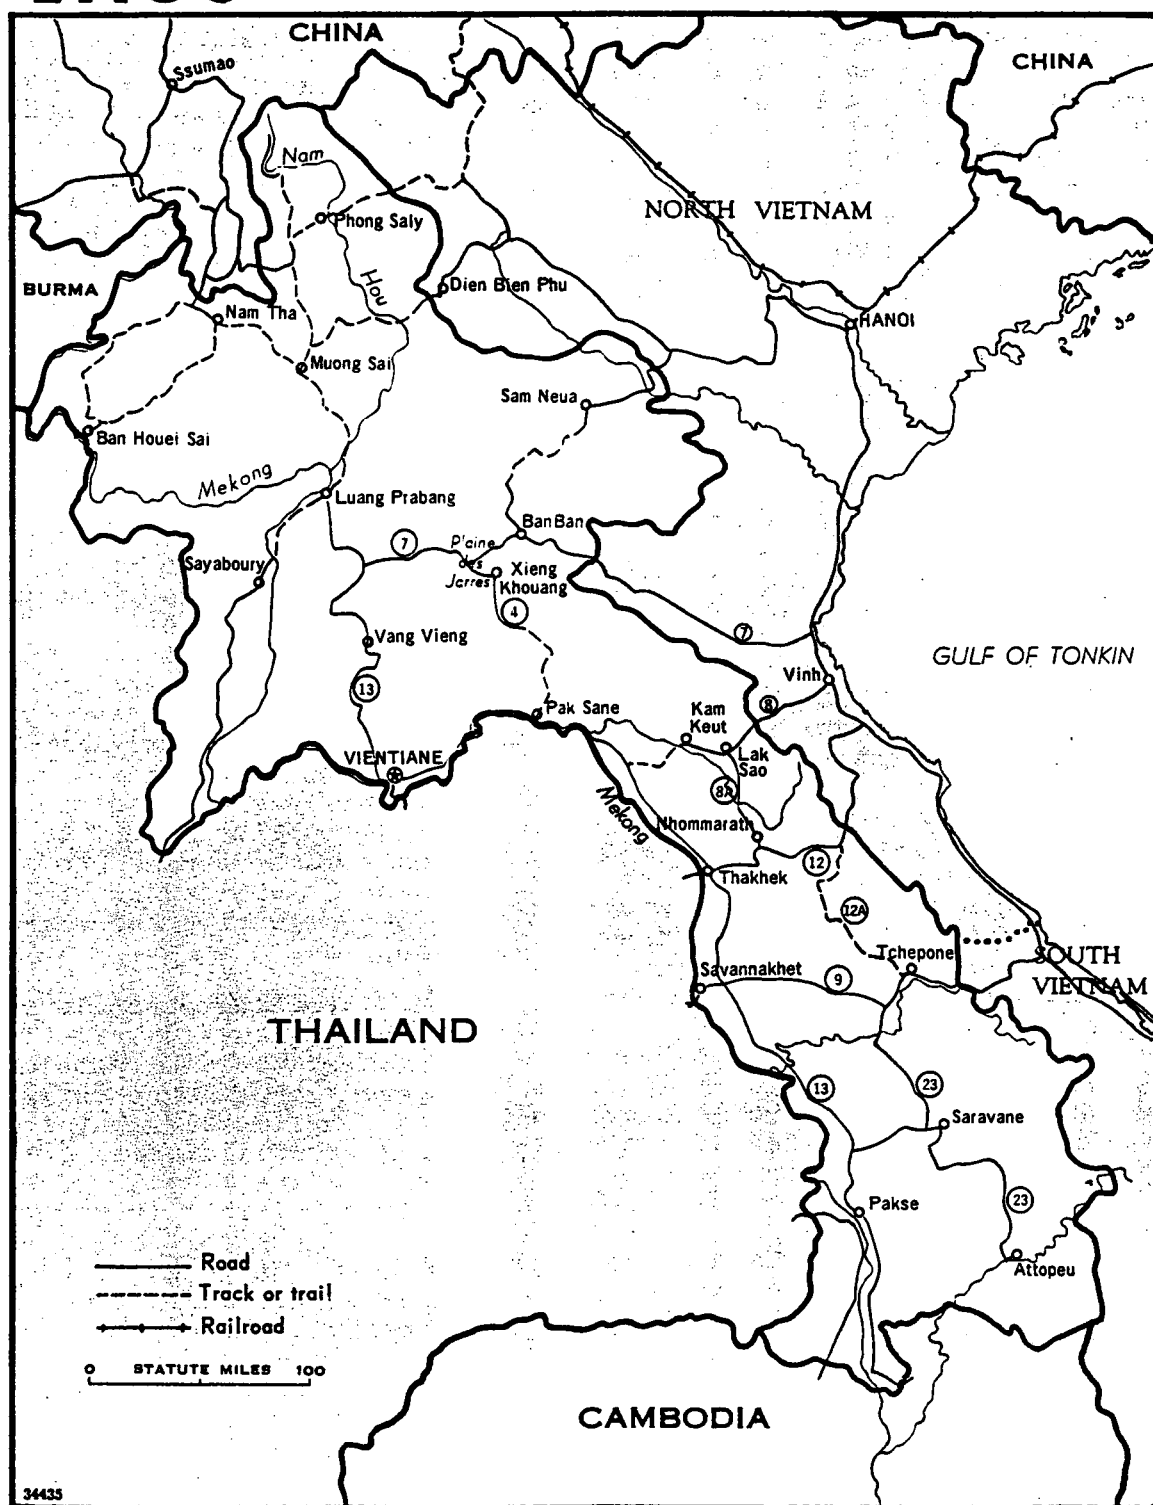 CHINA
CHINA
Ssumao
Nam
Phong Saly
NORTH VIETNAM
Hou
BURMA
Dien Bien Phu
Nam Tha
HANOI
Muong Sai
Sam Neua
Ban Houei Sai
Mekong
Luang Prabang
Ban Ban
7
Plaine
des
Jarres
Xieng
Khouang
Sayaboury
4
7
Vang Vieng
GULF OF TONKIN
Vinh
13
8
Kam
Keut
Pak Sane
VIENTIANE
Lak
Sao
8A
Mekong
Nhommarath
12
Thakhek
12A
Tchepone
SOUTH
VIETNAM
Savannakhet
9
THAILAND
13
23
Saravane
Pakse
23
Attopeu
Road
Track or trail
Railroad
0 STATUTE MILES 100
CAMBODIA
34435